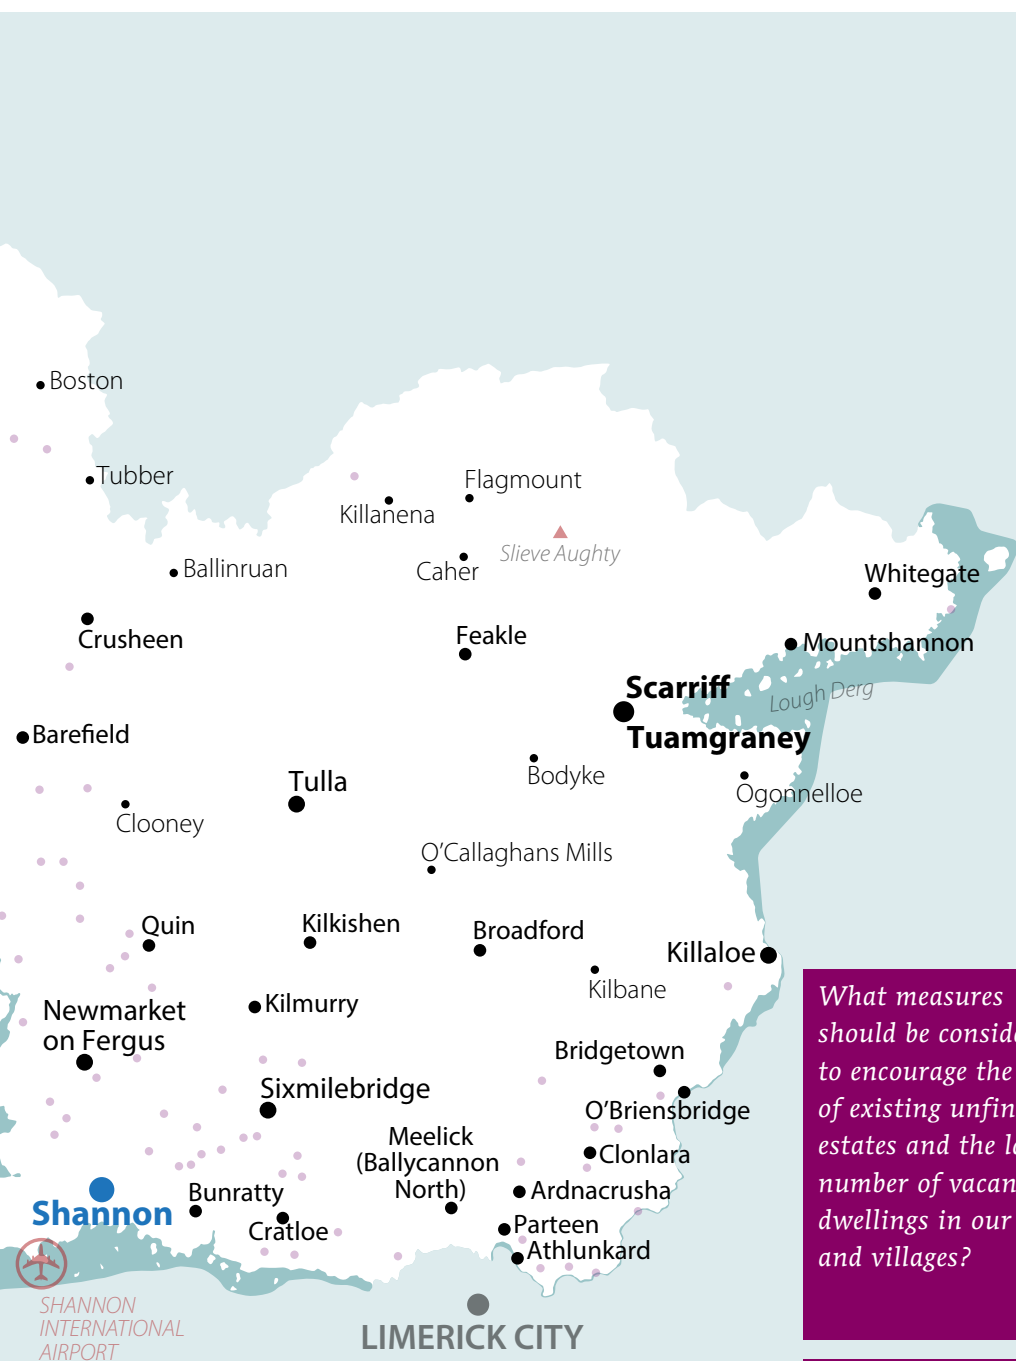 Boston
Tubber
Flagmount
Killanena
Slieve Aughty
Ballinruan
Caher
Whitegate
Crusheen
Feakle
Mountshannon
Scarriff
Lough Derg
Barefield
Tuamgraney
Tulla
Bodyke
Ogonnelloe
Clooney
O'Callaghans Mills
Quin
Kilkishen
Broadford
Killaloe
Kilbane
Newmarket
on Fergus
Kilmurry
Bridgetown
Sixmilebridge
O'Briensbridge
Meelick
(Ballycannon
North)
Clonlara
Ardnacrusha
Shannon
Bunratty
Cratloe
Parteen
Athlunkard
SHANNON
INTERNATIONAL
AIRPORT
LIMERICK CITY
What measures
should be conside
to encourage the
of existing unfin
estates and the l
number of vacan
dwellings in our
and villages?